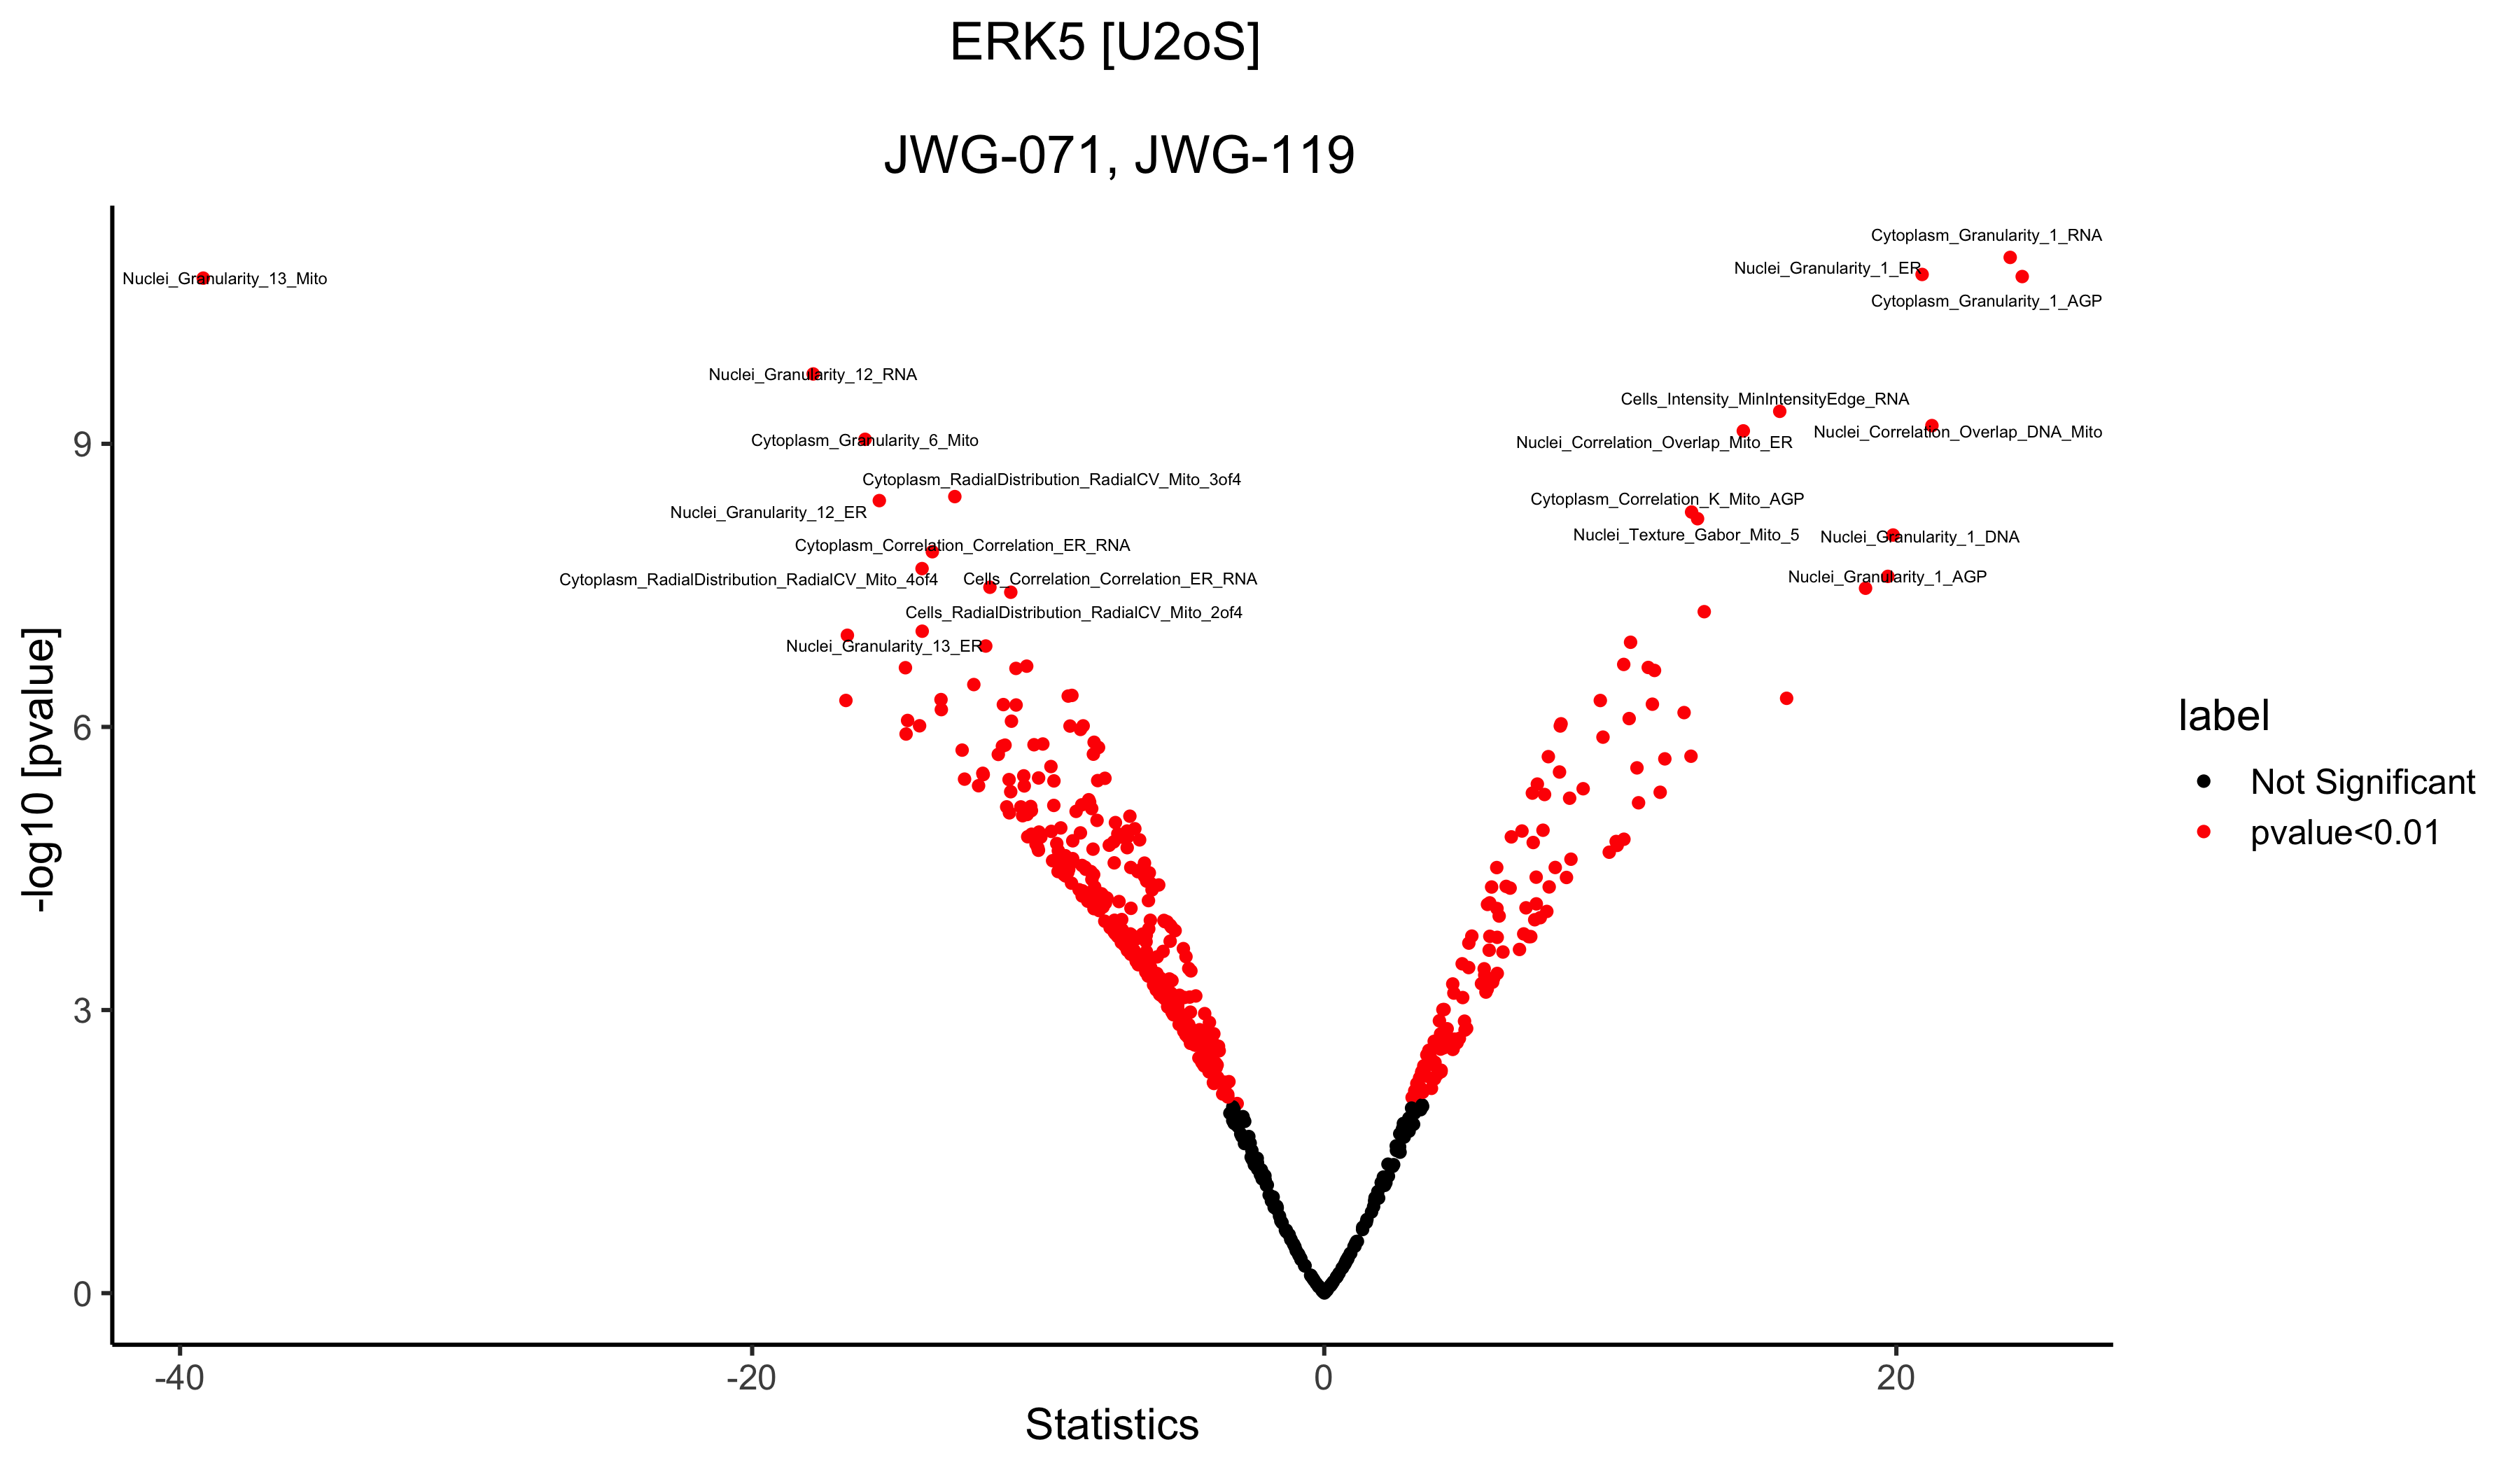 ERK5 [U2oS]
JWG-071, JWG-119
Cytoplasm_Granularity_1_RNA
Nuclei_Granularity_1_ER
Nuclei_Granularity_13_Mito
Cytoplasm_Granularity_1_AGP
Nuclei_Granularity_12_RNA
Cells_Intensity_MinIntensityEdge_RNA
Nuclei_Correlation_Overlap_DNA_Mito
Cytoplasm_Granularity_6_Mito
Nuclei_Correlation_Overlap_Mito_ER
Cytoplasm_RadialDistribution_RadialCV_Mito_3of4
Cytoplasm_Correlation_K_Mito_AGP
Nuclei_Granularity_12_ER
Nuclei_Texture_Gabor_Mito_5
Nuclei_Granularity_1_DNA
Cytoplasm_Correlation_Correlation_ER_RNA
Cytoplasm_RadialDistribution_RadialCV_Mito_4of4
Cells_Correlation_Correlation_ER_RNA
Nuclei_Granularity_1_AGP
Cells_RadialDistribution_RadialCV_Mito_2of4
Nuclei_Granularity_13_ER
9
6
3
0
-log10 [pvalue]
-40
-20
0
20
Statistics
label
Not Significant
pvalue<0.01